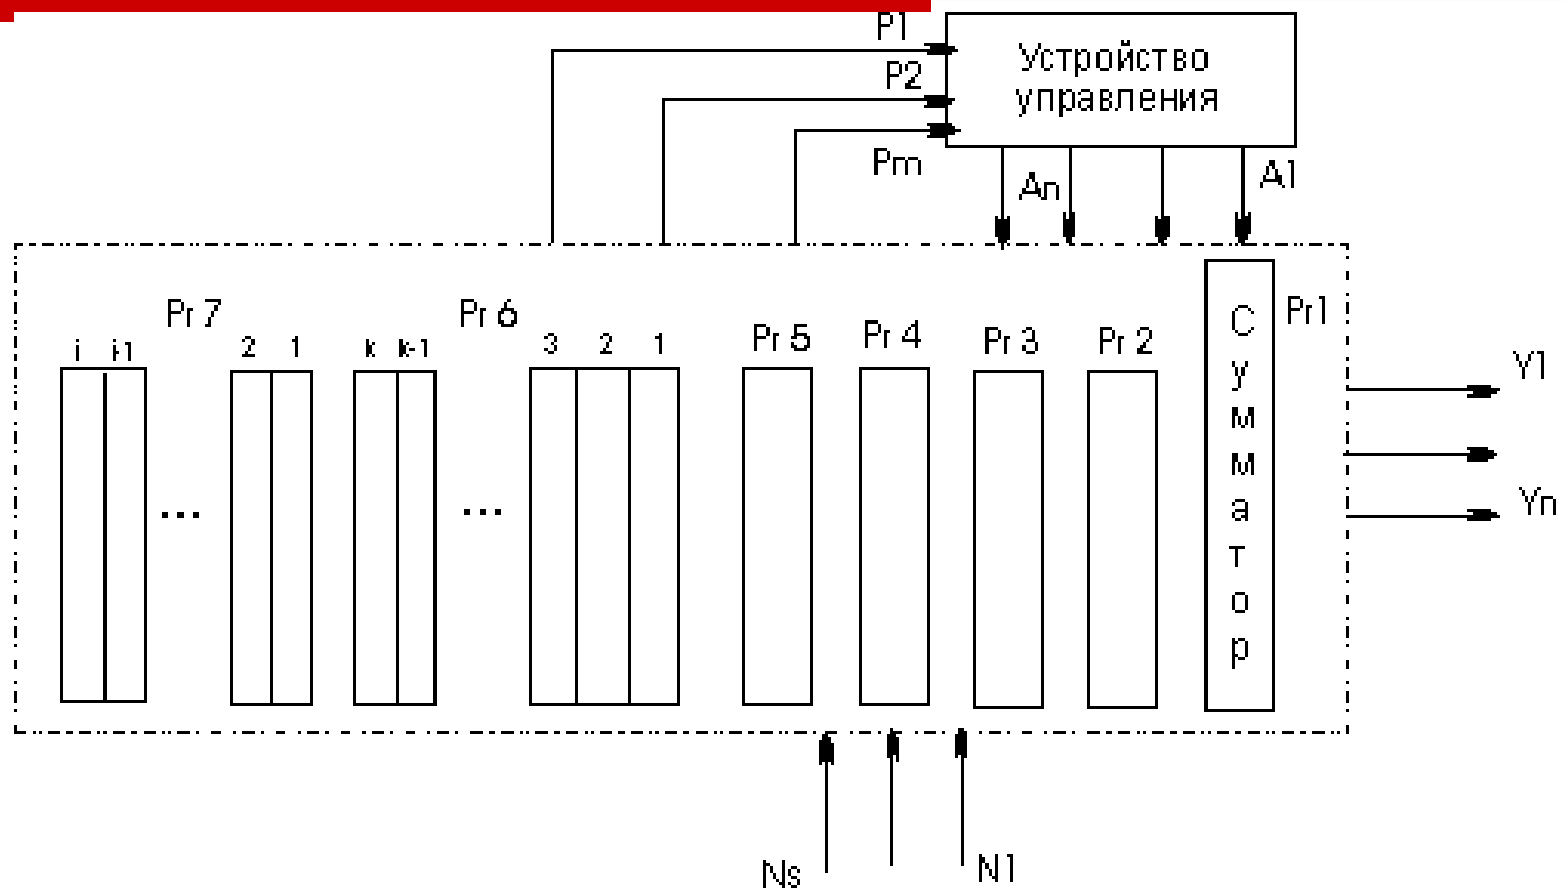 P1
Устройство
управления
P2
Pm
An
A1
Pr 7
Pr 6
Pr 5
Pr 4
Pr 3
Pr 2
Pr1
i i-1
2 1
k k-1
3 2 1
С
у
м
м
а
т
о
р
Y1
Yn
Ns
N1